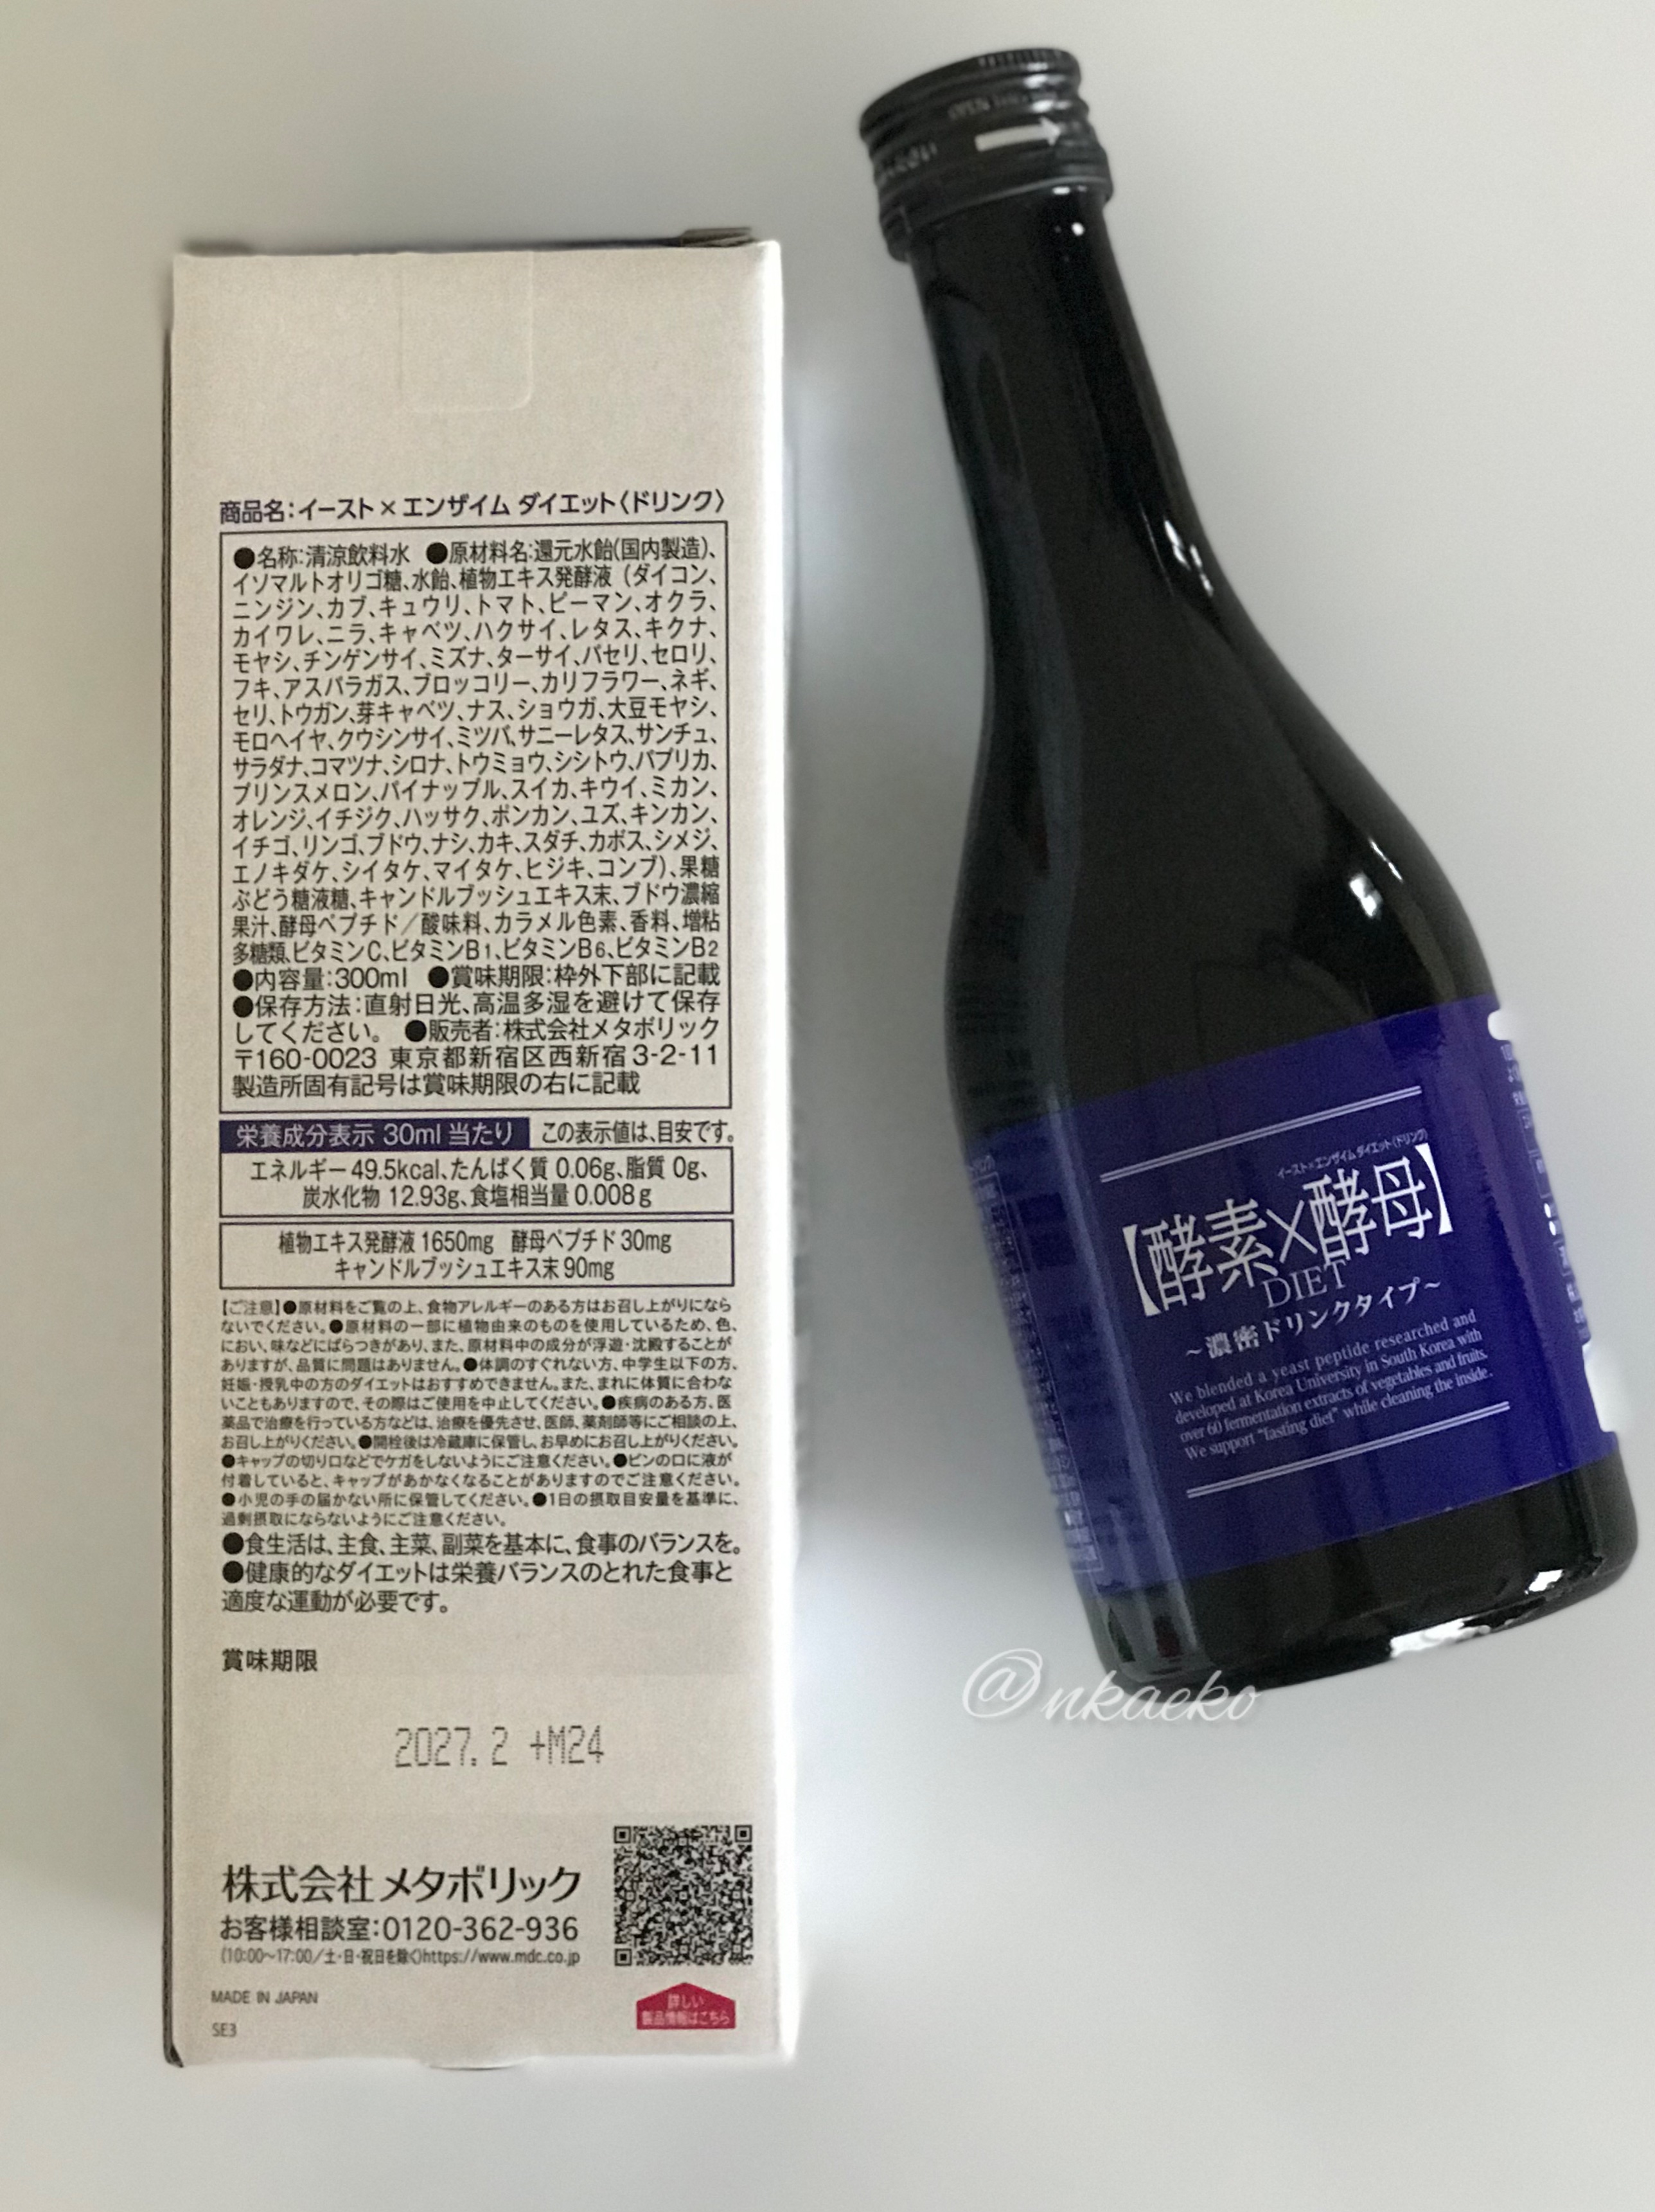 商品名:イースト×エンザイム ダイエット〈ドリンク〉
●名称:清涼飲料水 ●原材料名:還元水飴(国内製造)、
イソマルトオリゴ糖、水飴、植物エキス発酵液（ダイコン、
ニンジン、カブ、キュウリ、トマト、ピーマン、オクラ、
カイワレ、ニラ、キャベツ、ハクサイ、レタス、キクナ、
モヤシ、チンゲンサイ、ミズナ、ターサイ、パセリ、セロリ、
フキ、アスパラガス、ブロッコリー、カリフラワー、ネギ、
セリ、トウガン、芽キャベツ、ナス、ショウガ、大豆モヤシ、
モロヘイヤ、クウシンサイ、ミツバ、サニーレタス、サンチュ、
サラダナ、コマツナ、シロナ、トウミョウ、シシトウ、パプリカ、
プリンスメロン、パイナップル、スイカ、キウイ、ミカン、
オレンジ、イチジク、ハッサク、ポンカン、ユズ、キンカン、
イチゴ、リンゴ、ブドウ、ナシ、カキ、スダチ、カボス、シメジ、
エノキダケ、シイタケ、マイタケ、ヒジキ、コンブ）、果糖
ぶどう糖液糖、キャンドルブッシュエキス末、ブドウ濃縮
果汁、酵母ペプチド／酸味料、カラメル色素、香料、増粘
多糖類、ビタミンC、ビタミンB1、ビタミンB6、ビタミンB2
●内容量:300ml ●賞味期限:枠外下部に記載
●保存方法:直射日光、高温多湿を避けて保存
してください。 ●販売者:株式会社メタボリック
〒160-0023 東京都新宿区西新宿3-2-11
製造所固有記号は賞味期限の右に記載
栄養成分表示 30ml 当たり この表示値は、目安です。
エネルギー 49.5kcal、たんぱく質 0.06g、脂質 0g、
炭水化物 12.93g、食塩相当量 0.008g
植物エキス発酵液 1650mg 酵母ペプチド 30mg
キャンドルブッシュエキス末 90mg
【ご注意】●原材料をご覧の上、食物アレルギーのある方はお召し上がりになら
ないでください。●原材料の一部に植物由来のものを使用しているため、色、
におい、味などにばらつきがあり、また、原材料中の成分が浮遊・沈殿することが
ありますが、品質に問題はありません。●体調のすぐれない方、中学生以下の方、
妊娠・授乳中の方のダイエットはおすすめできません。また、まれに体質に合わな
いこともありますので、その際はご使用を中止してください。●疾病のある方、医
薬品で治療を行っている方などは、治療を優先させ、医師、薬剤師等にご相談の上、
お召し上がりください。●開栓後は冷蔵庫に保管し、お早めにお召し上がりください。
●キャップの切り口などでケガをしないようにご注意ください。●ビンの口に液が
付着していると、キャップがあかなくなることがありますのでご注意ください。
●小児の手の届かない所に保管してください。●1日の摂取目安量を基準に、
過剰摂取にならないようにご注意ください。
●食生活は、主食、主菜、副菜を基本に、食事のバランスを。
●健康的なダイエットは栄養バランスのとれた食事と
適度な運動が必要です。
賞味期限
2027. 2 +M24
株式会社メタボリック
お客様相談室:0120-362-936
(10:00〜17:00／土・日・祝日を除く)https://www.mdc.co.jp
MADE IN JAPAN
SE3
詳しい
製品情報はこちら
イースト×エンザイム ダイエット〈ドリンク〉
【酵素×酵母】
DIET
〜濃密ドリンクタイプ〜
We blended a yeast peptide researched and
developed at Korea University in South Korea with
over 60 fermentation extracts of vegetables and fruits.
We support "fasting diet" while cleaning the inside.
@nkaeko